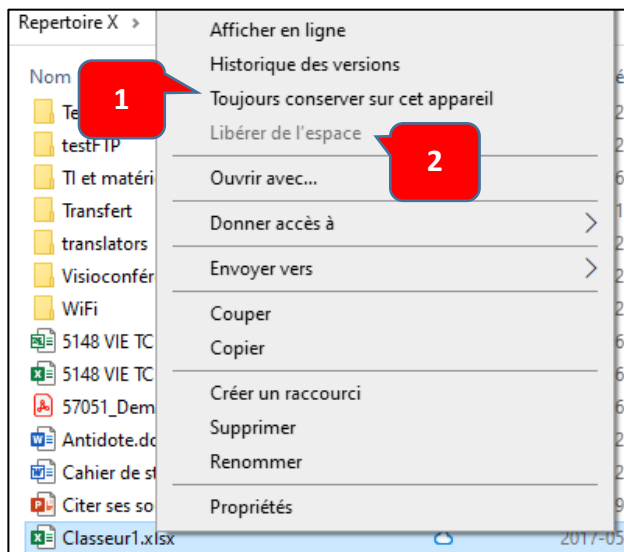 Repertoire X >
Afficher en ligne
Historique des versions
Toujours conserver sur cet appareil
Libérer de l'espace
Ouvrir avec...
Donner accès à
Envoyer vers
Couper
Copier
Créer un raccourci
Supprimer
Renommer
Propriétés
1
2
Nom
testFTP
TI et matéri
Transfert
translators
Visioconfér
WiFi
5148 VIE TC
5148 VIE TC
57051_Dem
Antidote.do
Cahier de st
Citer ses so
Classeur1.xlsx 2017-05